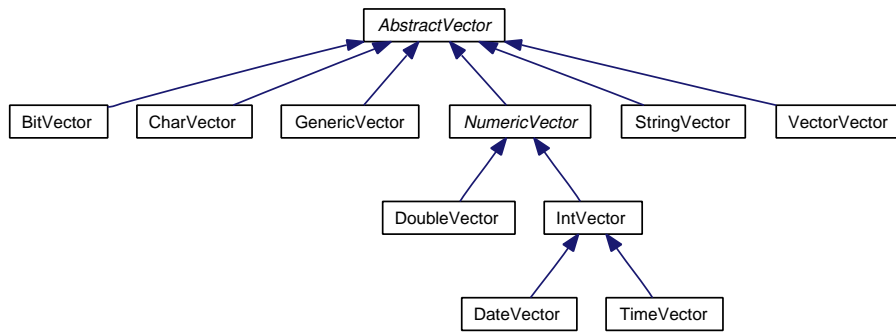 AbstractVector
BitVector
CharVector
GenericVector
NumericVector
StringVector
VectorVector
DoubleVector
IntVector
DateVector
TimeVector